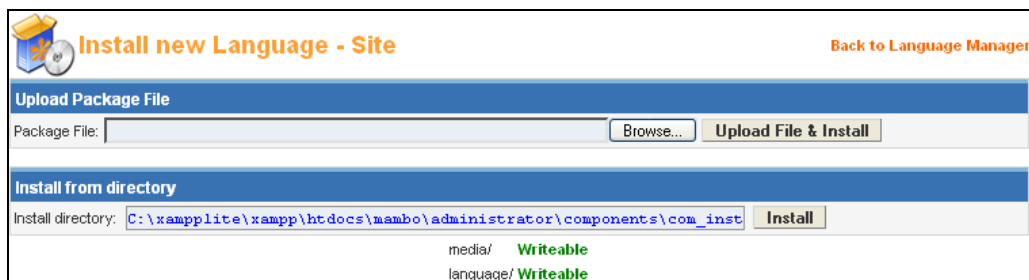 Install new Language - Site
Back to Language Manager
Upload Package File
Package File: Browse... Upload File & Install
Install from directory
Install directory: C:\xampplite\xampp\htdocs\mambo\administrator\components\com_inst Install
media/ Writeable
language/ Writeable